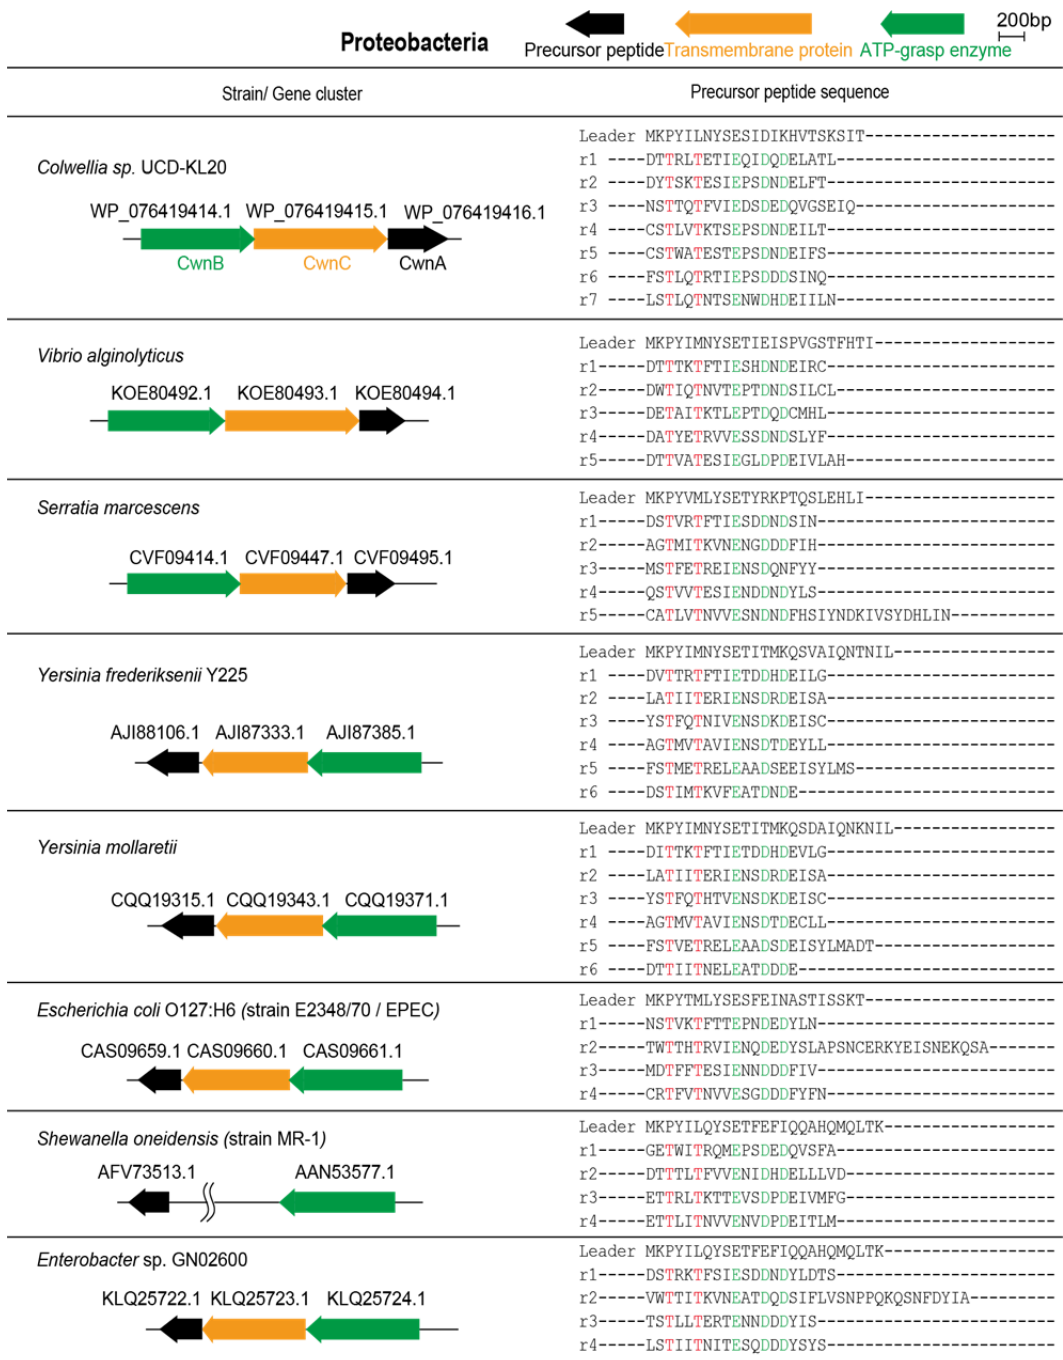 Proteobacteria
Precursor peptide
Transmembrane protein
ATP-grasp enzyme
200bp
Strain/ Gene cluster
Precursor peptide sequence
Colwellia sp. UCD-KL20
WP_076419414.1 WP_076419415.1 WP_076419416.1
CwnB CwnC CwnA
Leader MKPYILNYSESIDIKHVTSKSIT-----------------
r1 ----DTTRLTETIEQIDQDELATL--------------------
r2 ----DYTSKTESIEPSDNDELFT---------------------
r3 ----NSTTQTFVIEDSDEDQVGSEIQ------------------
r4 ----CSTLVTKTSEPSDNDEILT---------------------
r5 ----CSTWATESTEPSDNDEIFS---------------------
r6 ----FSTLQTRTIEPSDDDSINQ---------------------
r7 ----LSTLQTNTSENWDHDEIILN--------------------
Vibrio alginolyticus
KOE80492.1 KOE80493.1 KOE80494.1
Leader MKPYIMNYSETIEISPVGSTFHTI----------------
r1-----DTTTKTFTIESHDNDEIRC---------------------
r2-----DWTIQTNVTEPTDNDSILCL--------------------
r3-----DETAITKTLEPTDQDCMHL---------------------
r4-----DATYETRVVESSDNDSLYF---------------------
r5-----DTTVATESIEGLDPDEIVLAH-------------------
Serratia marcescens
CVF09414.1 CVF09447.1 CVF09495.1
Leader MKPYVMLYSETYRKPTQSLEHLI-----------------
r1-----DSTVRTFTIESDDNDSIN----------------------
r2-----AGTMITKVNENGDDDFIH----------------------
r3-----MSTFETREIENSDQNFYY----------------------
r4-----QSTVVTESIENDDNDYLS----------------------
r5-----CATLVTNVVESNDNDFHSIYNDKIVSYDHLIN--------
Yersinia frederiksenii Y225
AJI88106.1 AJI87333.1 AJI87385.1
Leader MKPYIMNYSETITMKQSVAIQNTNIL--------------
r1 ----DVTTRTFTIETDDHDEILG---------------------
r2 ----LATIITERIENSDRDEISA---------------------
r3 ----YSTFQTNIVENSDKDEISC---------------------
r4 ----AGTMVTAVIENSDTDEYLL---------------------
r5 ----FSTMETRELEAADSEEISYLMS------------------
r6 ----DSTIMTKVFEATDNDE------------------------
Yersinia mollaretii
CQQ19315.1 CQQ19343.1 CQQ19371.1
Leader MKPYIMNYSETITMKQSDAIQNKNIL--------------
r1 ----DITTKTFTIETDDHDEVLG---------------------
r2 ----LATIITERIENSDRDEISA---------------------
r3 ----YSTFQTHTVENSDKDEISC---------------------
r4 ----AGTMVTAVIENSDTDECLL---------------------
r5 ----FSTVETRELEAADSDEISYLMADT----------------
r6 ----DTTIITNELEATDDDE------------------------
Escherichia coli O127:H6 (strain E2348/70 / EPEC)
CAS09659.1 CAS09660.1 CAS09661.1
Leader MKPYTMLYSESFEINASTISSKT-----------------
r1-----NSTVKTFTTEPNDEDYLN----------------------
r2-----TWTTHTRVIENQDEDYSLAPSNCERKYEISNEKQSA----
r3-----MDTFFTESIENNDDDFIV----------------------
r4-----CRTFVTNVVESGDDDFYFN---------------------
Shewanella oneidensis (strain MR-1)
AFV73513.1 AAN53577.1
Leader MKPYILQYSETFEFIQQAHQMQLTK---------------
r1-----GETWITRQMEPSDEDQVSFA--------------------
r2-----DTTTLTFVVENIDHDELLLVD-------------------
r3-----ETTRLTKTTEVSDPDEIVMFG-------------------
r4-----ETTLITNVVENVDPDEITLM--------------------
Enterobacter sp. GN02600
KLQ25722.1 KLQ25723.1 KLQ25724.1
Leader MKPYILQYSETFEFIQQAHQMQLTK---------------
r1-----DSTRKTFSIESDDNDYLDTS--------------------
r2-----VWTTITKVNEATDQDSIFLVSNPPQKQSNFDYIA------
r3-----TSTLLTERTENNDDDYIS----------------------
r4-----LSTIITNITESQDDDYSYS---------------------